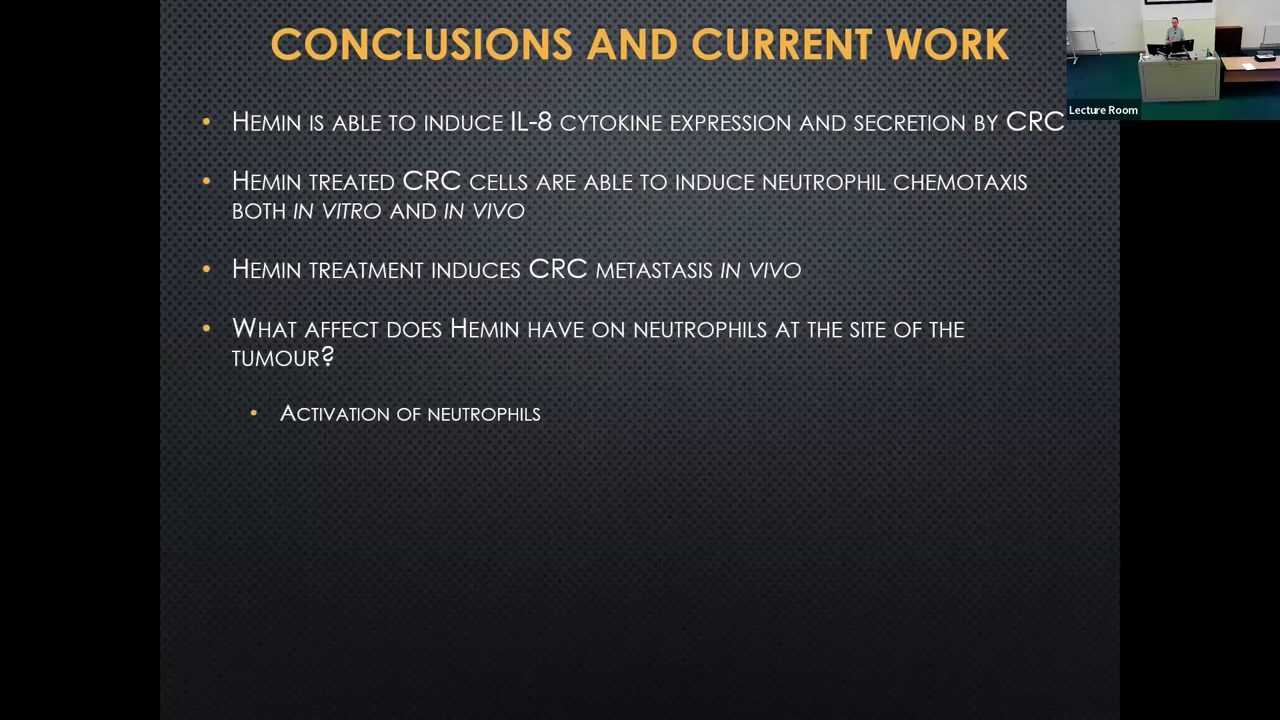 CONCLUSIONS AND CURRENT WORK
Lecture Room
• HEMIN IS ABLE TO INDUCE IL-8 CYTOKINE EXPRESSION AND SECRETION BY CRC
• HEMIN TREATED CRC CELLS ARE ABLE TO INDUCE NEUTROPHIL CHEMOTAXIS
BOTH IN VITRO AND IN VIVO
• HEMIN TREATMENT INDUCES CRC METASTASIS IN VIVO
• WHAT AFFECT DOES HEMIN HAVE ON NEUTROPHILS AT THE SITE OF THE
TUMOUR?
• ACTIVATION OF NEUTROPHILS